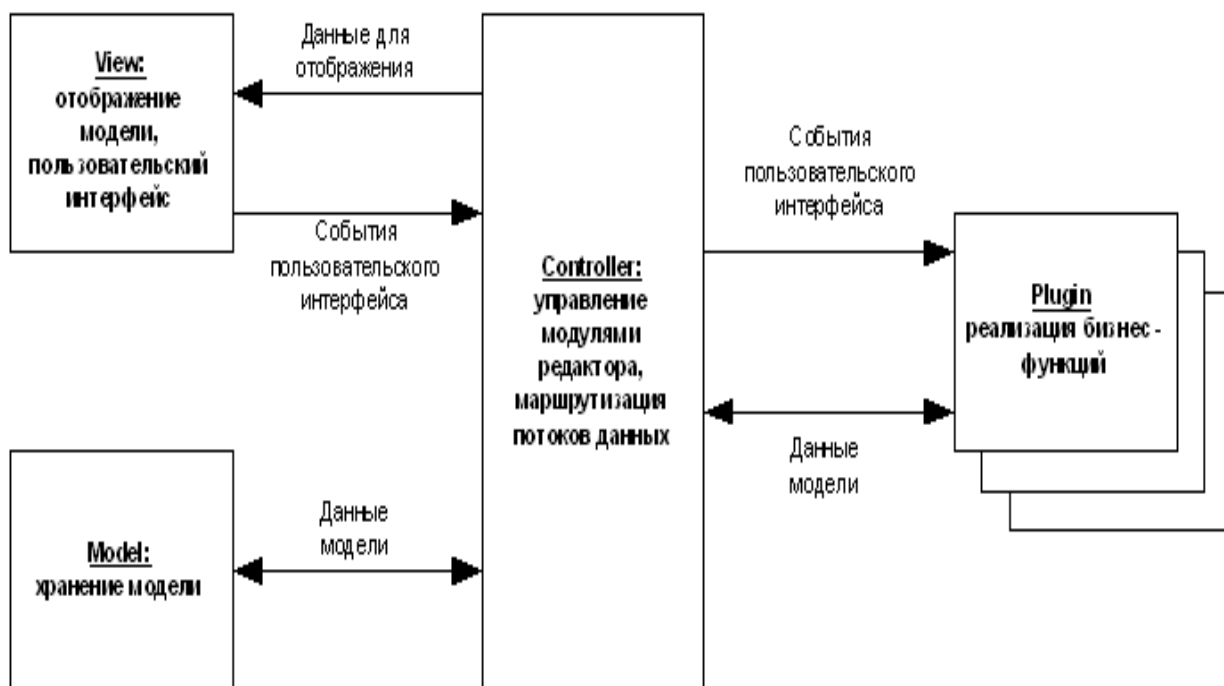 View:
отображение
модели,
пользовательский
интерфейс
Данные для
отображения
События
пользовательского
интерфейса
Controller:
управление
модулями
редактора,
маршрутизация
потоков данных
События
пользовательского
интерфейса
Plugin
реализация бизнес -
функций
Данные
модели
Model:
хранение модели
Данные
модели